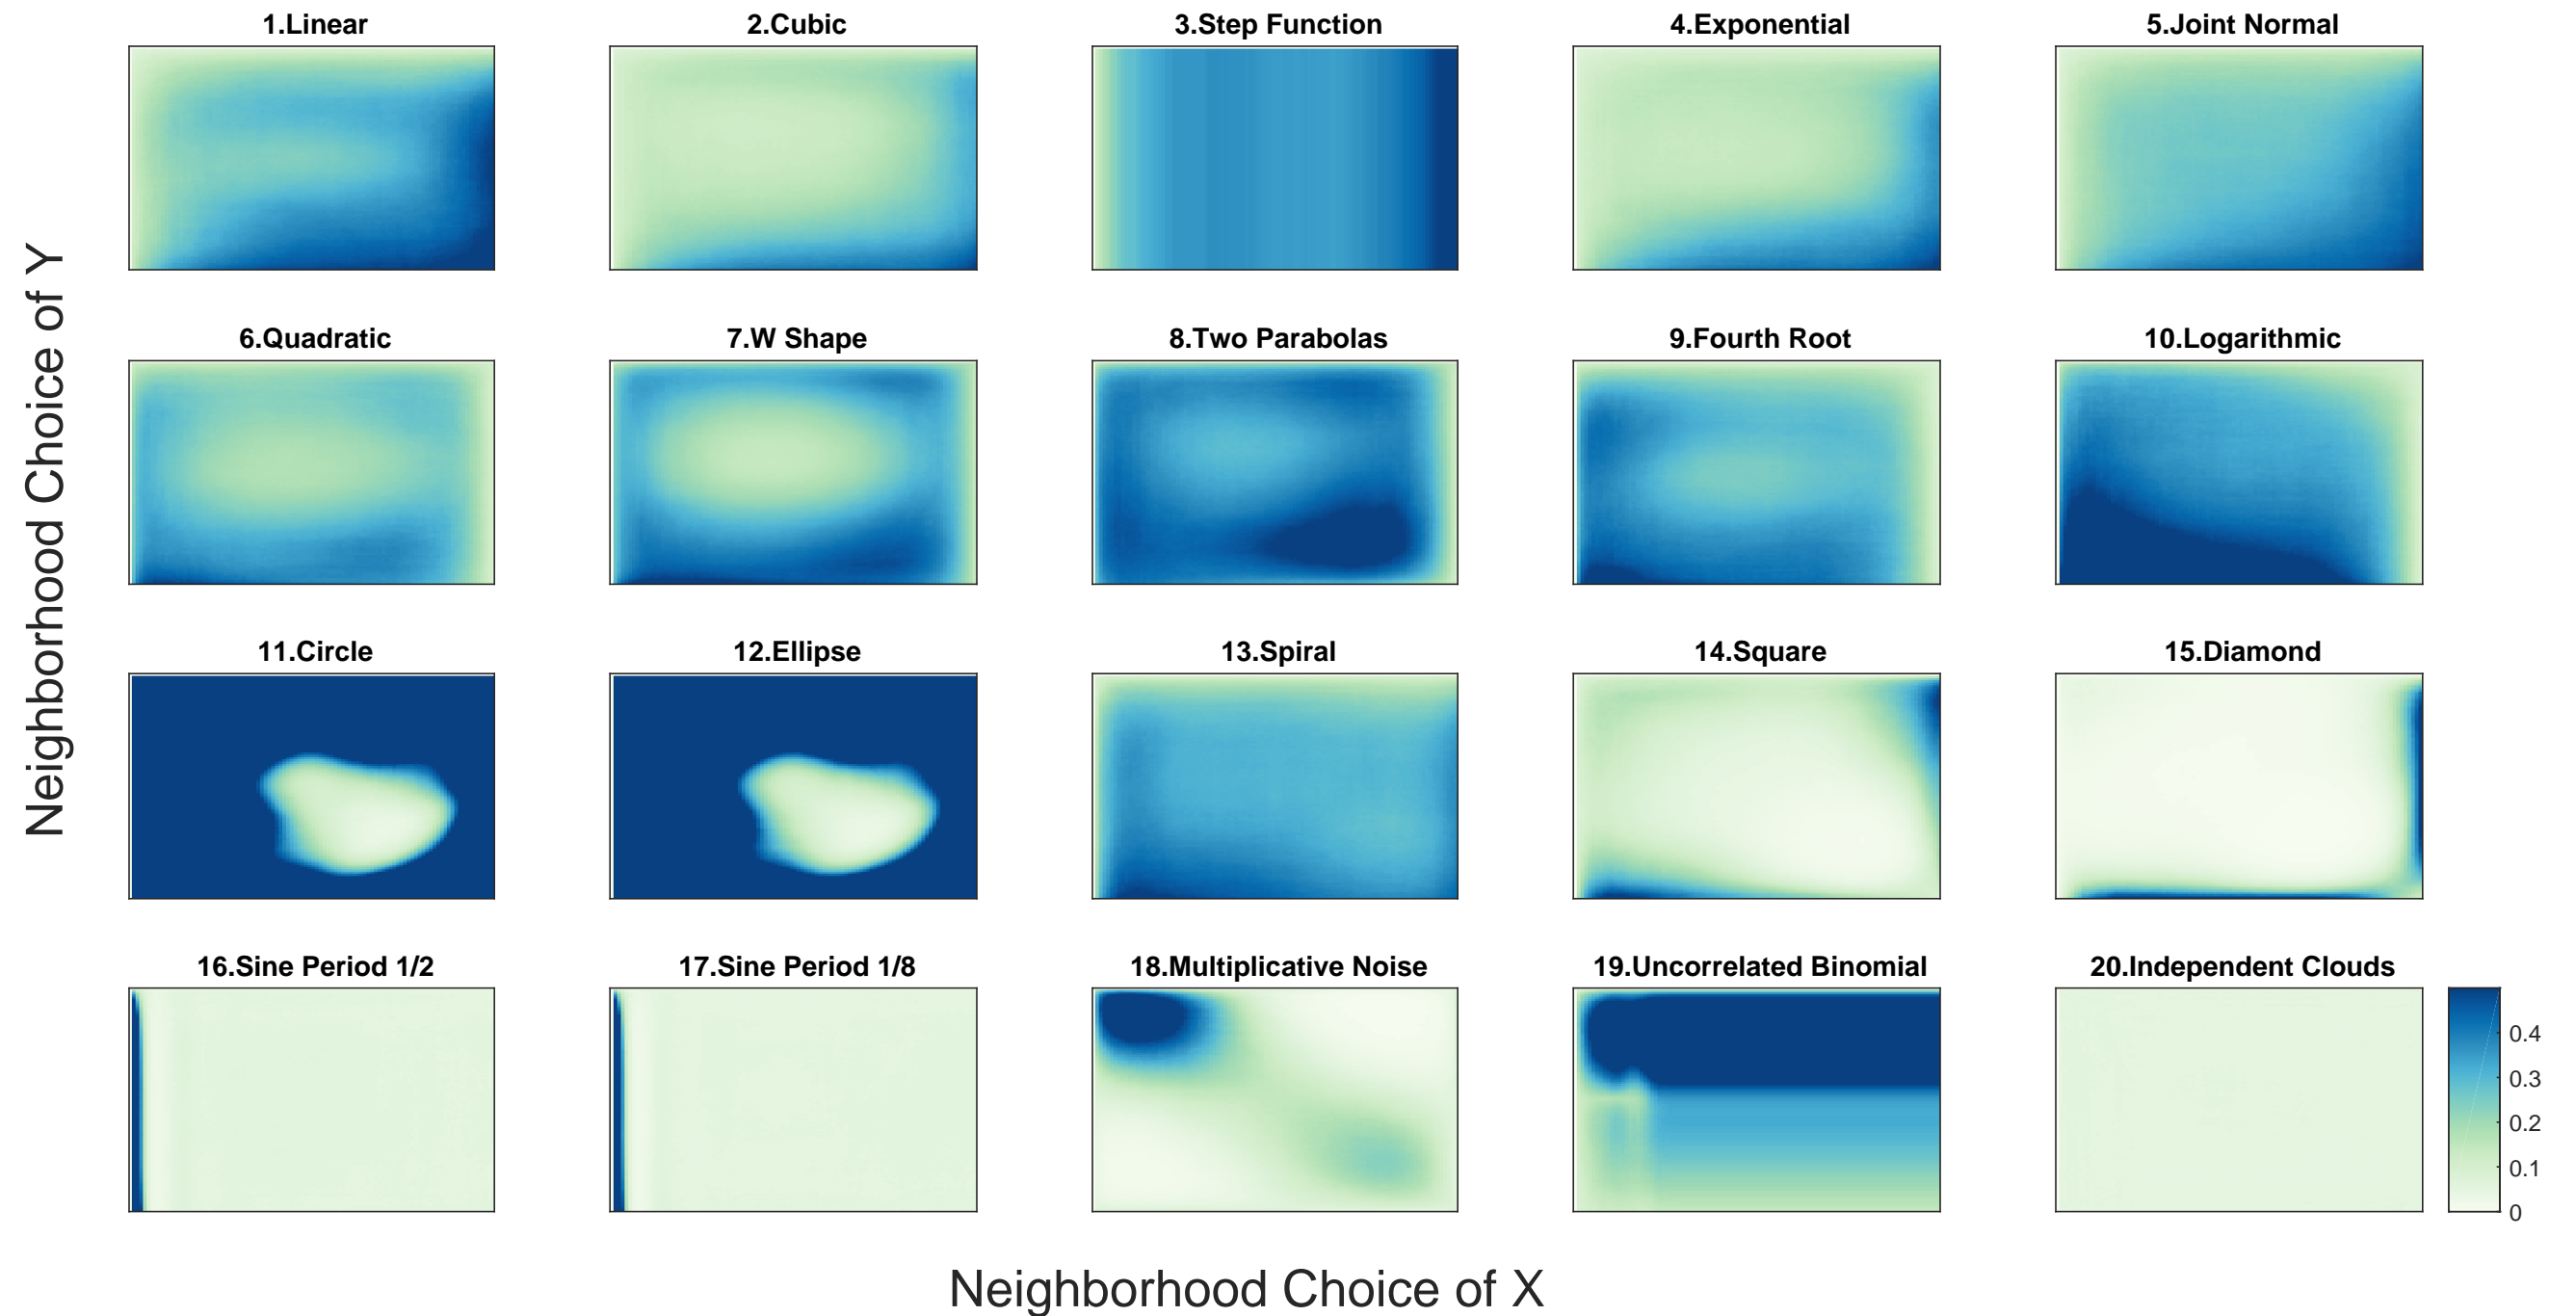 1.Linear
2.Cubic
3.Step Function
4.Exponential
5.Joint Normal
6.Quadratic
7.W Shape
8.Two Parabolas
9.Fourth Root
10.Logarithmic
11.Circle
12.Ellipse
13.Spiral
14.Square
15.Diamond
16.Sine Period 1/2
17.Sine Period 1/8
18.Multiplicative Noise
19.Uncorrelated Binomial
20.Independent Clouds
0.4
0.3
0.2
0.1
0
Neighborhood Choice of Y
Neighborhood Choice of X